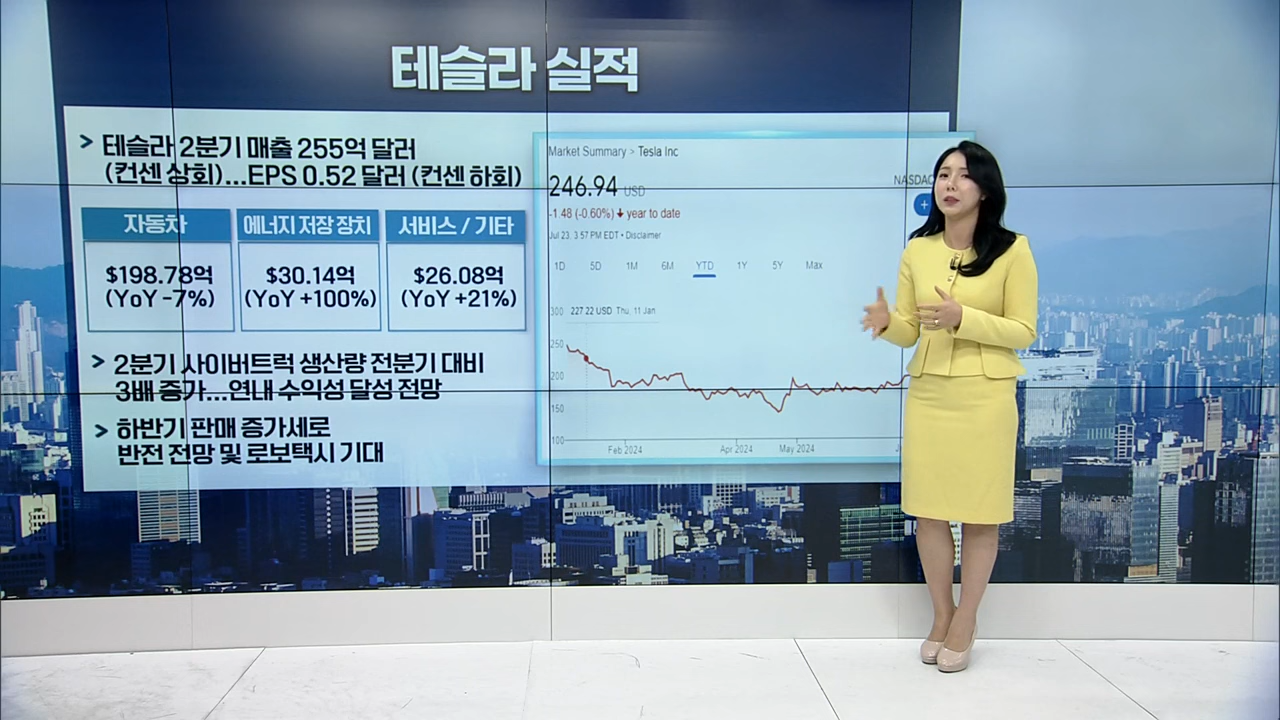 테슬라 실적
> 테슬라 2분기 매출 255억 달러
(컨센 상회)...EPS 0.52 달러 (컨센 하회)
자동차
에너지 저장 장치
서비스 / 기타
$198.78억
(YoY -7%)
$30.14억
(YoY +100%)
$26.08억
(YoY +21%)
> 2분기 사이버트럭 생산량 전분기 대비
3배 증가...연내 수익성 달성 전망
> 하반기 판매 증가세로
반전 전망 및 로보택시 기대
Market Summary > Tesla Inc
246.94 USD
NASDAQ
+
-1.48 (-0.60%) ↓ year to date
Jul 23, 3:57 PM EDT • Disclaimer
1D 5D 1M 6M YTD 1Y 5Y Max
300
227.22 USD Thu, 11 Jan
250
200
150
100
Feb 2024 Apr 2024 May 2024